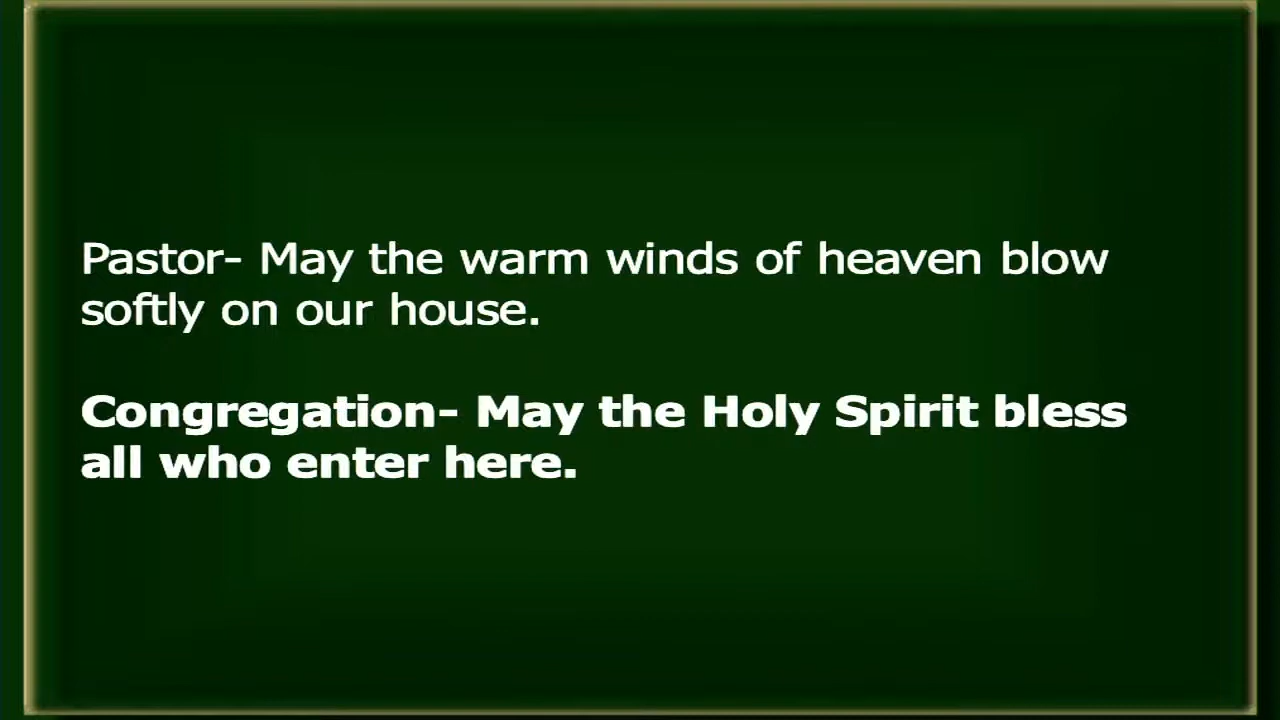 Pastor- May the warm winds of heaven blow
softly on our house.
Congregation- May the Holy Spirit bless
all who enter here.